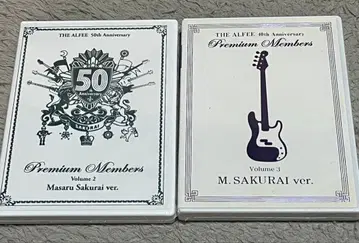 THE ALFEE 50th Anniversary
50
ANNIVERSARY
Premium Members
Volume 2
Masaru Sakurai ver.
THE ALFEE 40th Anniversary
Premium Members
Volume 3
M. SAKURAI ver.